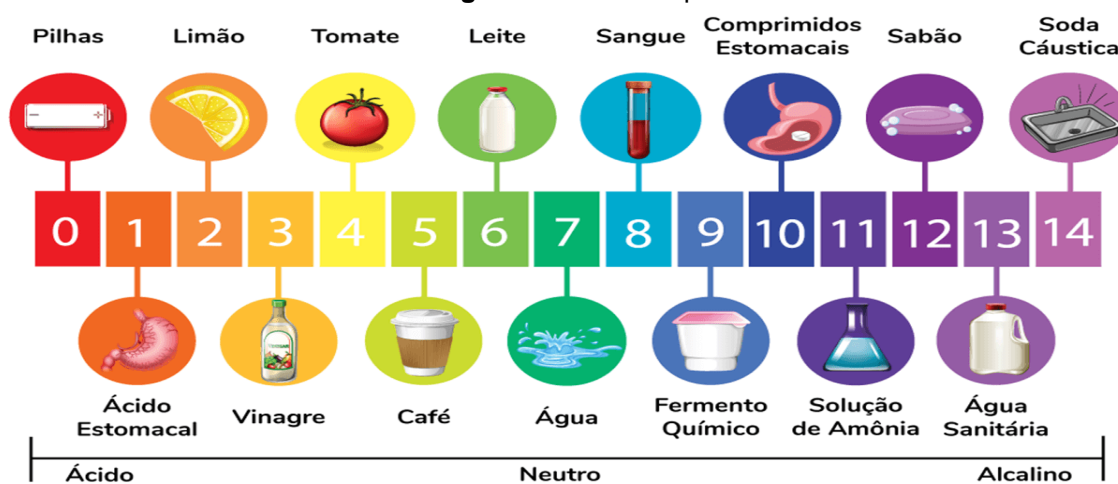 Pilhas
Limão
Tomate
Leite
Sangue
Comprimidos
Estomacais
Sabão
Soda
Cáustica
0 1 2 3 4 5 6 7 8 9 10 11 12 13 14
Ácido
Estomacal
Vinagre
Café
Água
Fermento
Químico
Solução
de Amônia
Água
Sanitária
Ácido
Neutro
Alcalino